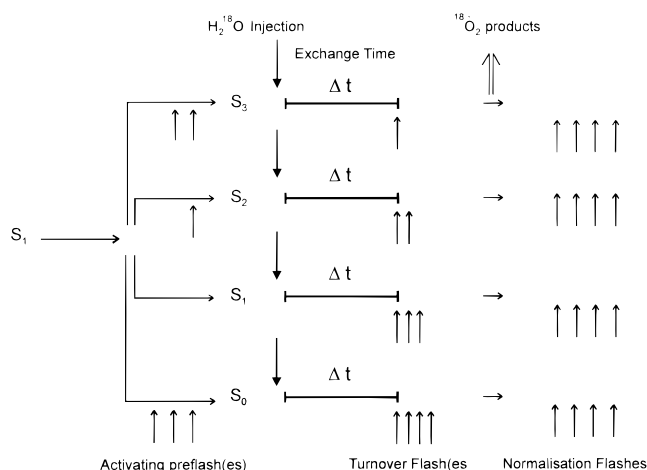 H₂¹⁸O Injection
¹⁸O₂ products
Exchange Time
Δ t
S₃
Δ t
S₂
S₁
Δ t
S₁
Δ t
S₀
Activating preflash(es)
Turnover Flash(es
Normalisation Flashes